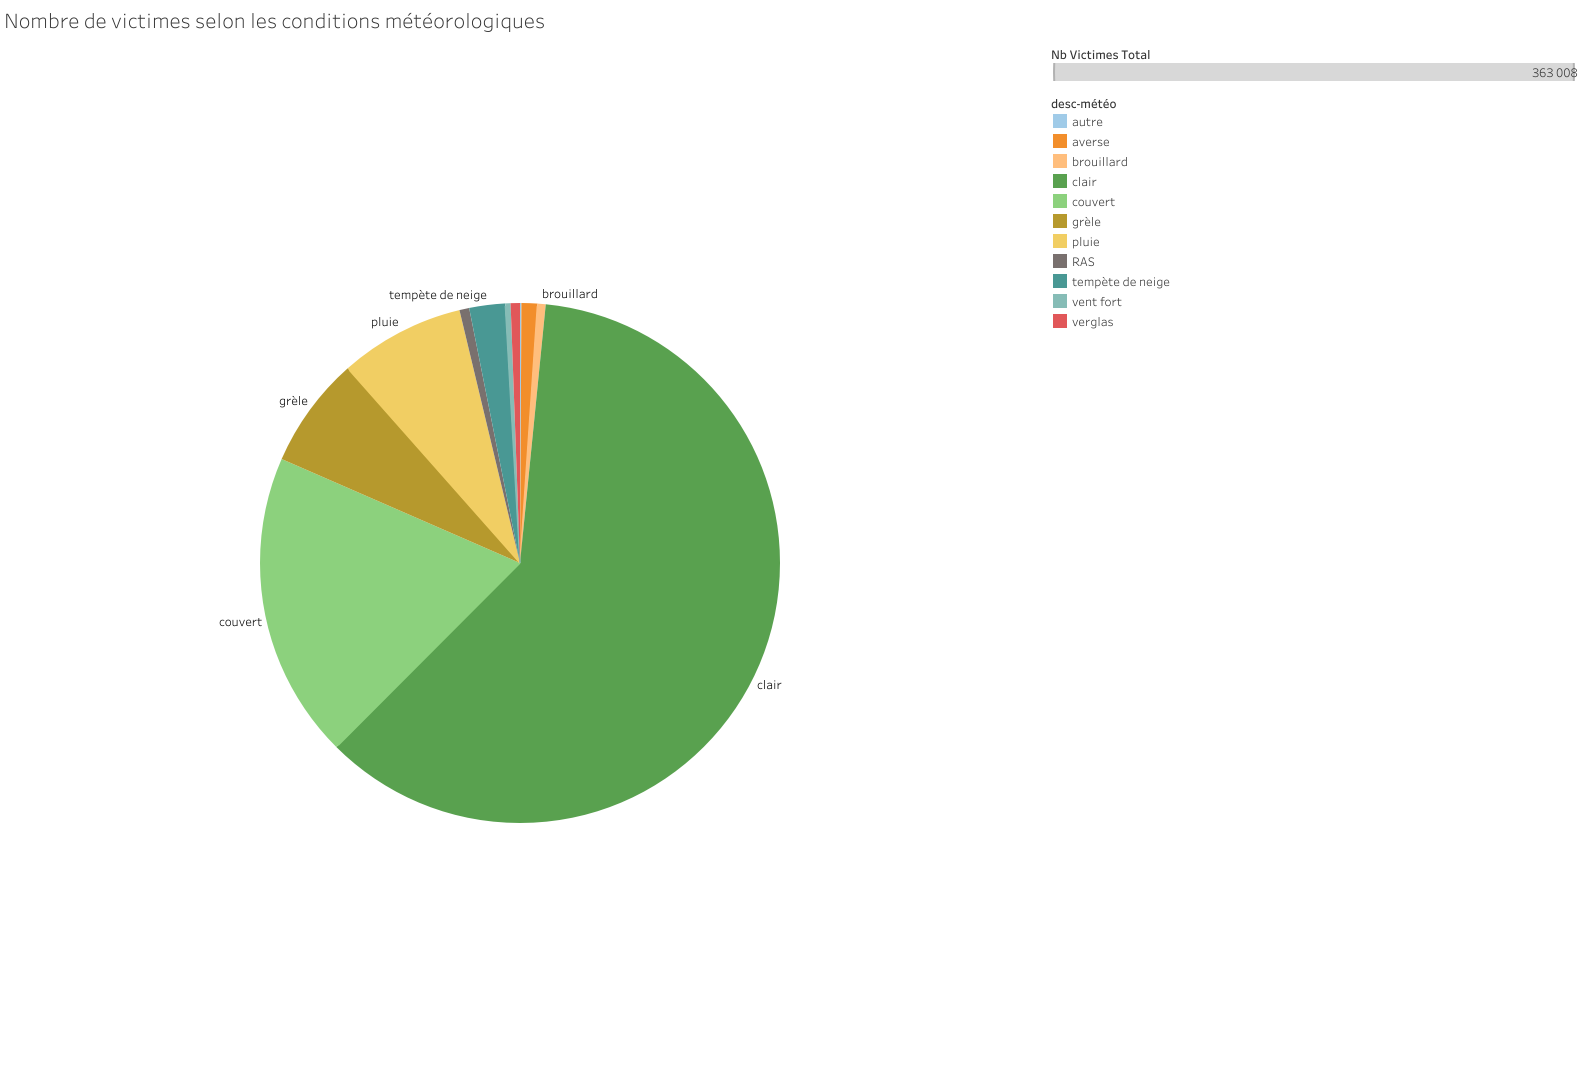 Nombre de victimes selon les conditions météorologiques
Nb Victimes Total
363 008
desc-météo
autre
averse
brouillard
clair
couvert
grèle
pluie
RAS
tempète de neige
vent fort
verglas
tempète de neige
brouillard
pluie
grèle
couvert
clair